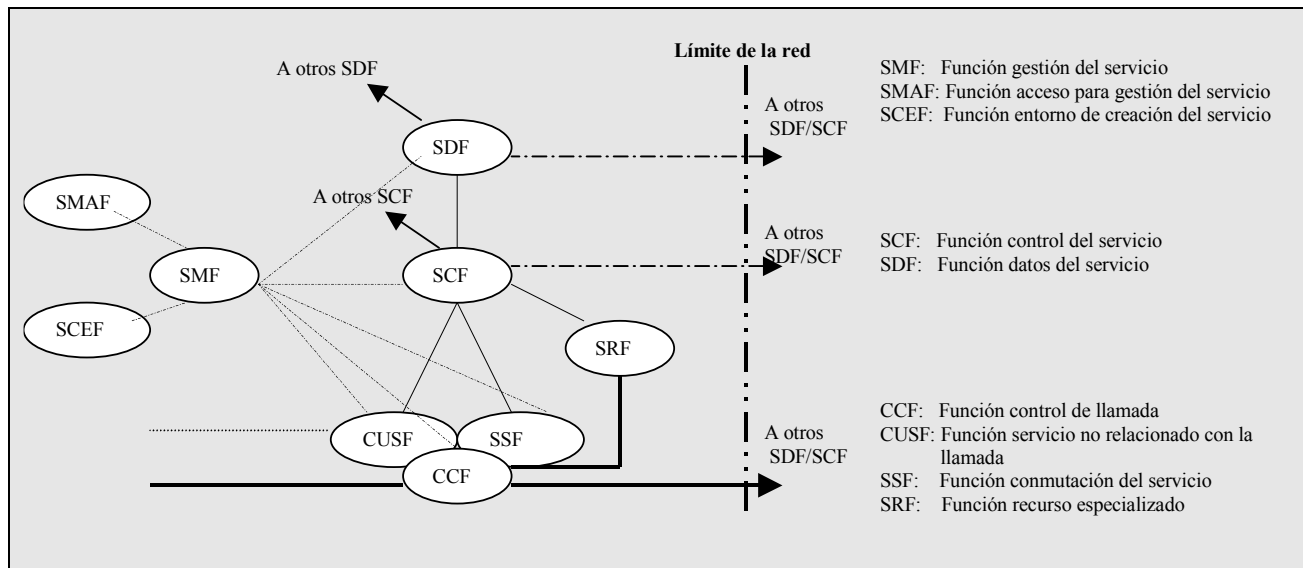 Límite de la red
A otros SDF
A otros
SDF/SCF
SDF
SMAF
A otros SCF
SMF
SCF
A otros
SDF/SCF
SCEF
SRF
CUSF
SSF
CCF
A otros
SDF/SCF
SMF: Función gestión del servicio
SMAF: Función acceso para gestión del servicio
SCEF: Función entorno de creación del servicio
SCF: Función control del servicio
SDF: Función datos del servicio
CCF: Función control de llamada
CUSF: Función servicio no relacionado con la
llamada
SSF: Función conmutación del servicio
SRF: Función recurso especializado